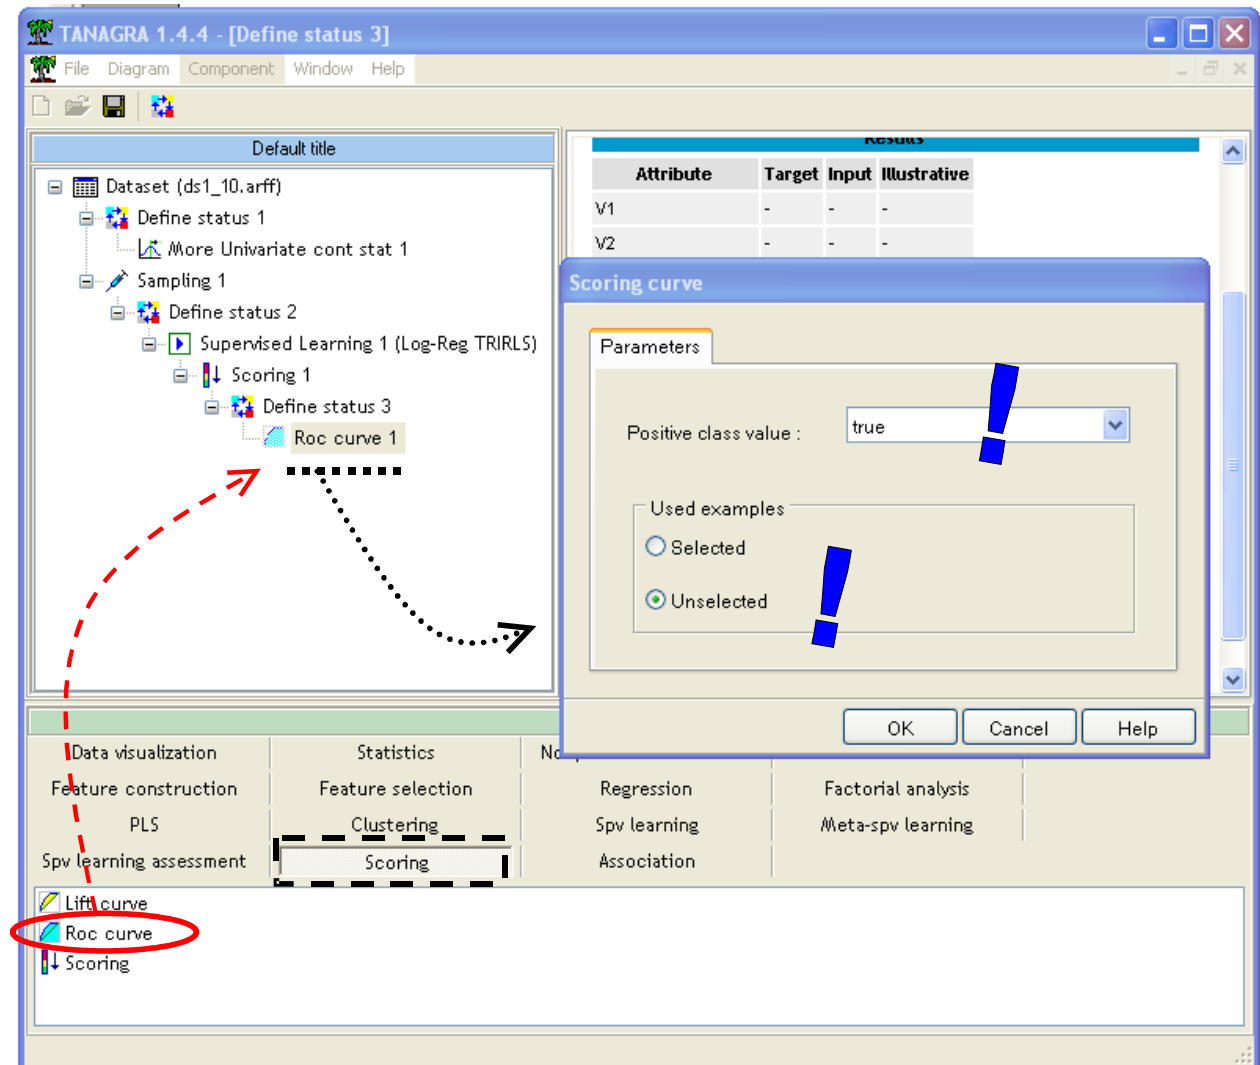 TANAGRA 1.4.4 - [Define status 3]
File Diagram Component Window Help
Default title
Dataset (ds1_10.arff)
Define status 1
More Univariate cont stat 1
Sampling 1
Define status 2
Supervised Learning 1 (Log-Reg TRIRLS)
Scoring 1
Define status 3
Roc curve 1
Results
Attribute Target Input Illustrative
V1 - - -
V2 - - -
Scoring curve
Parameters
Positive class value : true
Used examples
Selected
Unselected
OK Cancel Help
Data visualization Statistics
Feature construction Feature selection Regression Factorial analysis
PLS Clustering Spv learning Meta-spv learning
Spv learning assessment Scoring Association
Lift curve
Roc curve
Scoring